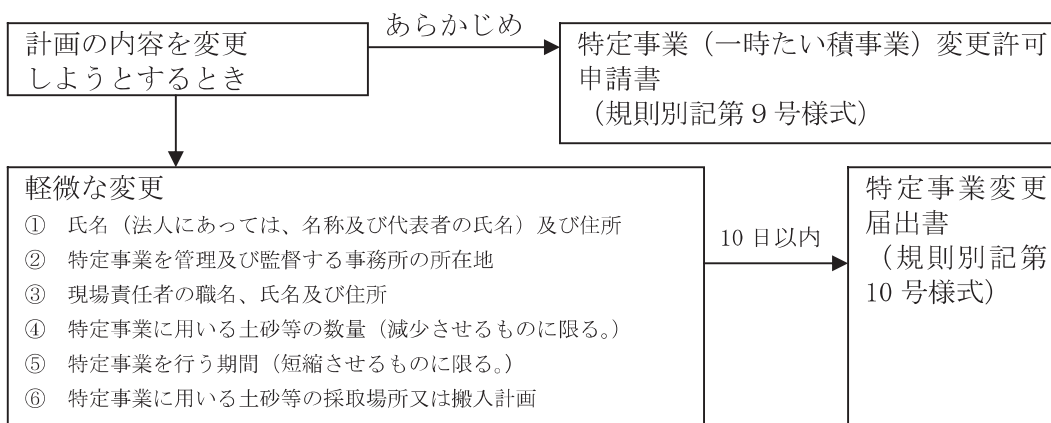 計画の内容を変更
しようとするとき
あらかじめ
特定事業（一時たい積事業）変更許可
申請書
（規則別記第９号様式）
軽微な変更
① 氏名（法人にあっては、名称及び代表者の氏名）及び住所
② 特定事業を管理及び監督する事務所の所在地
③ 現場責任者の職名、氏名及び住所
④ 特定事業に用いる土砂等の数量（減少させるものに限る。）
⑤ 特定事業を行う期間（短縮させるものに限る。）
⑥ 特定事業に用いる土砂等の採取場所又は搬入計画
10 日以内
特定事業変更
届出書
（規則別記第
10 号様式）